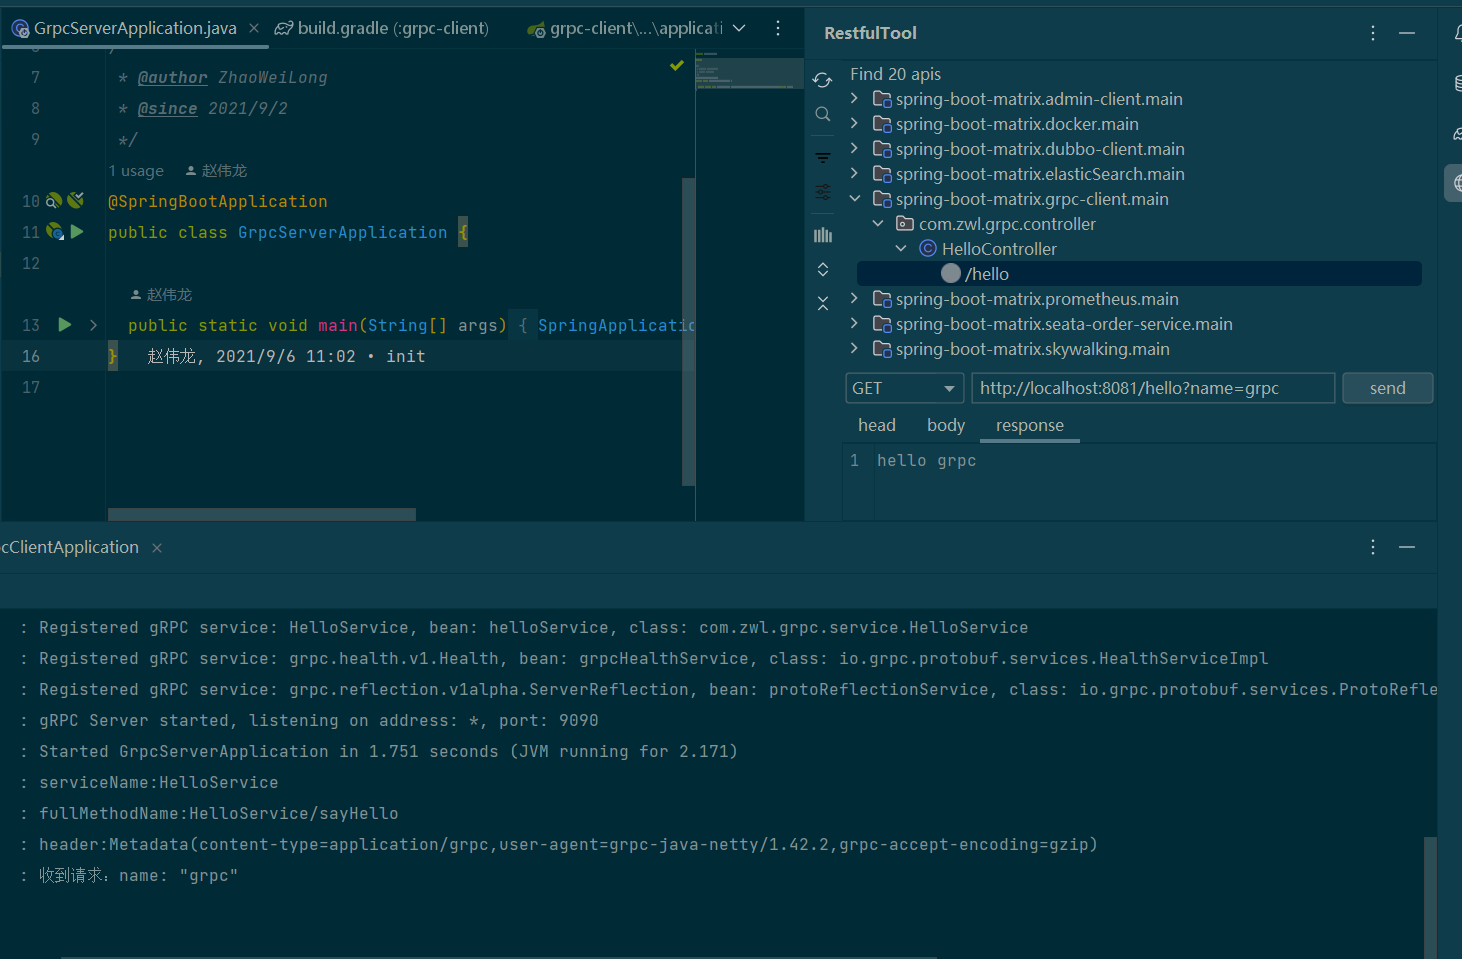 GrpcServerApplication.java
build.gradle (:grpc-client)
grpc-client\...\applicati
7 * @author ZhaoWeiLong
8 * @since 2021/9/2
9 */
1 usage 赵伟龙
10 @SpringBootApplication
11 public class GrpcServerApplication {
12
赵伟龙
13 public static void main(String[] args) { SpringApplicatio
16 } 赵伟龙, 2021/9/6 11:02 • init
17
RestfulTool
Find 20 apis
spring-boot-matrix.admin-client.main
spring-boot-matrix.docker.main
spring-boot-matrix.dubbo-client.main
spring-boot-matrix.elasticSearch.main
spring-boot-matrix.grpc-client.main
com.zwl.grpc.controller
HelloController
/hello
spring-boot-matrix.prometheus.main
spring-boot-matrix.seata-order-service.main
spring-boot-matrix.skywalking.main
GET http://localhost:8081/hello?name=grpc send
head body response
1 hello grpc
cClientApplication
: Registered gRPC service: HelloService, bean: helloService, class: com.zwl.grpc.service.HelloService
: Registered gRPC service: grpc.health.v1.Health, bean: grpcHealthService, class: io.grpc.protobuf.services.HealthServiceImpl
: Registered gRPC service: grpc.reflection.v1alpha.ServerReflection, bean: protoReflectionService, class: io.grpc.protobuf.services.ProtoRefle
: gRPC Server started, listening on address: *, port: 9090
: Started GrpcServerApplication in 1.751 seconds (JVM running for 2.171)
: serviceName:HelloService
: fullMethodName:HelloService/sayHello
: header:Metadata(content-type=application/grpc,user-agent=grpc-java-netty/1.42.2,grpc-accept-encoding=gzip)
: 收到请求：name: "grpc"